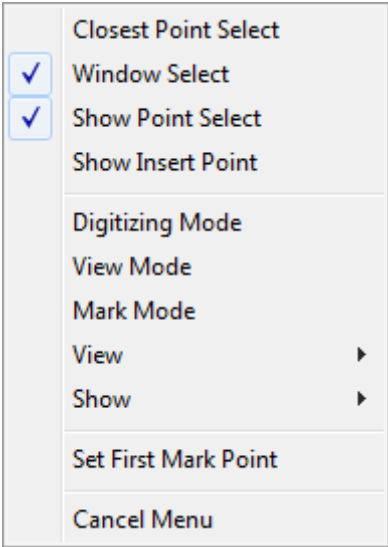 Closest Point Select
Window Select
Show Point Select
Show Insert Point
Digitizing Mode
View Mode
Mark Mode
View
Show
Set First Mark Point
Cancel Menu